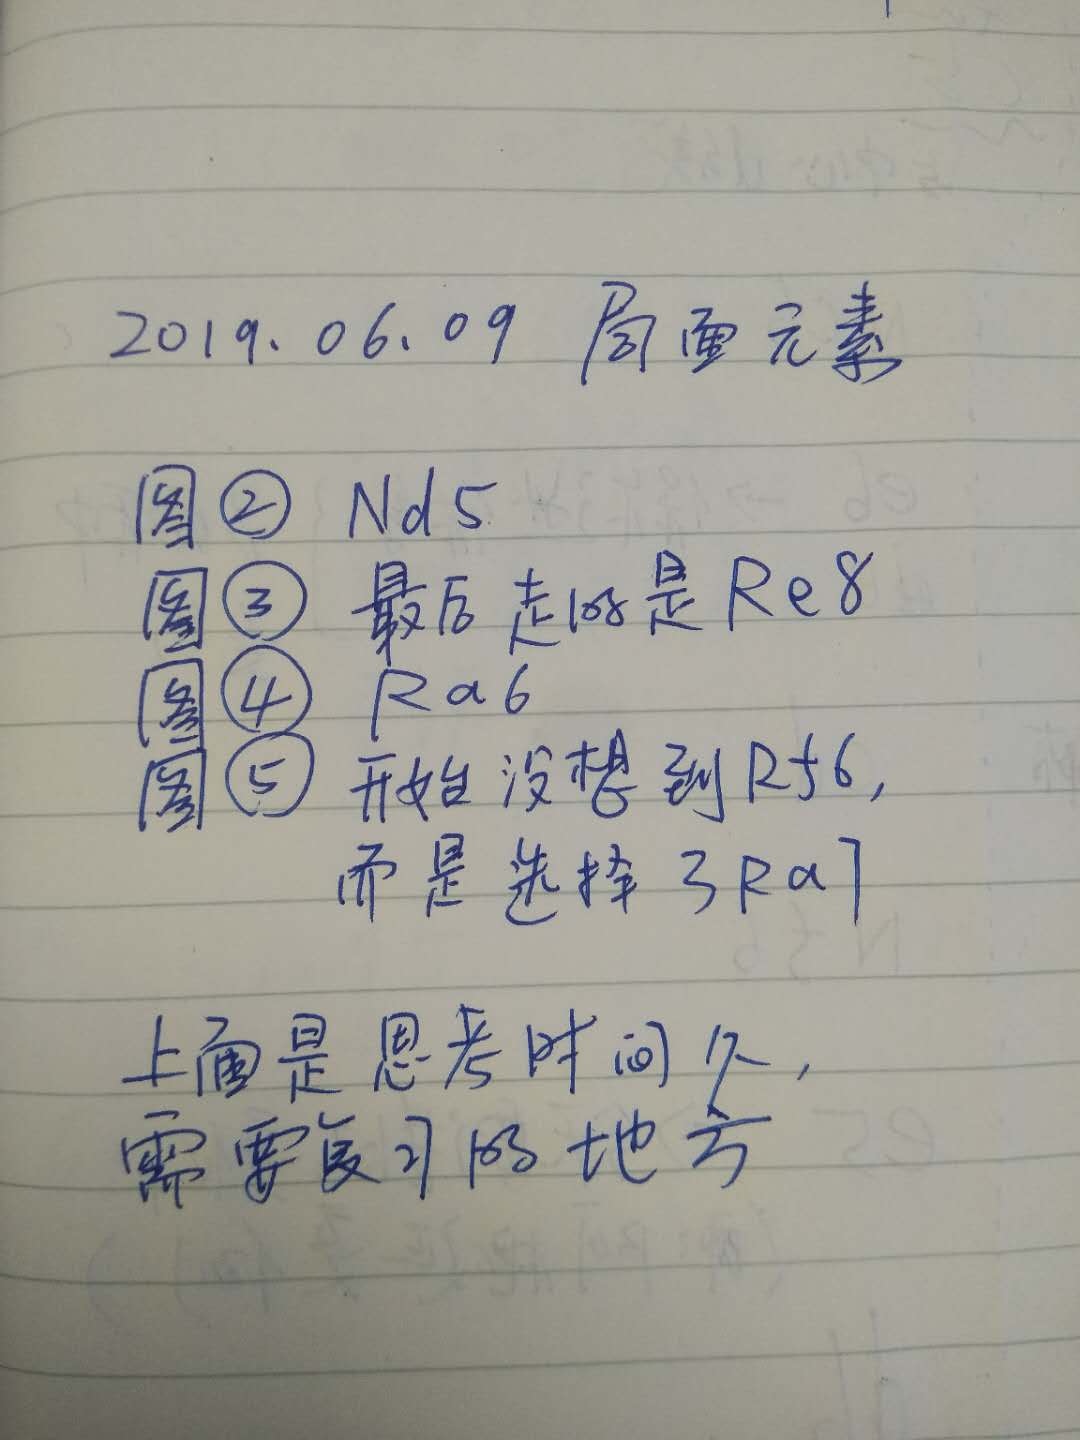 2019.06.09 局面元素
图② Nd5
图③ 最后走的是Re8
图④ Ra6
图⑤ 开始没想到Rf6,
而是选择了Ra7
上面是思考时间久,
需要复习的地方